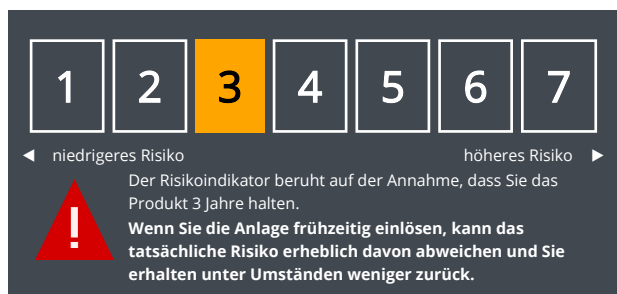 1 2 3 4 5 6 7
niedrigeres Risiko höheres Risiko
Der Risikoindikator beruht auf der Annahme, dass Sie das
Produkt 3 Jahre halten.
Wenn Sie die Anlage frühzeitig einlösen, kann das
tatsächliche Risiko erheblich davon abweichen und Sie
erhalten unter Umständen weniger zurück.